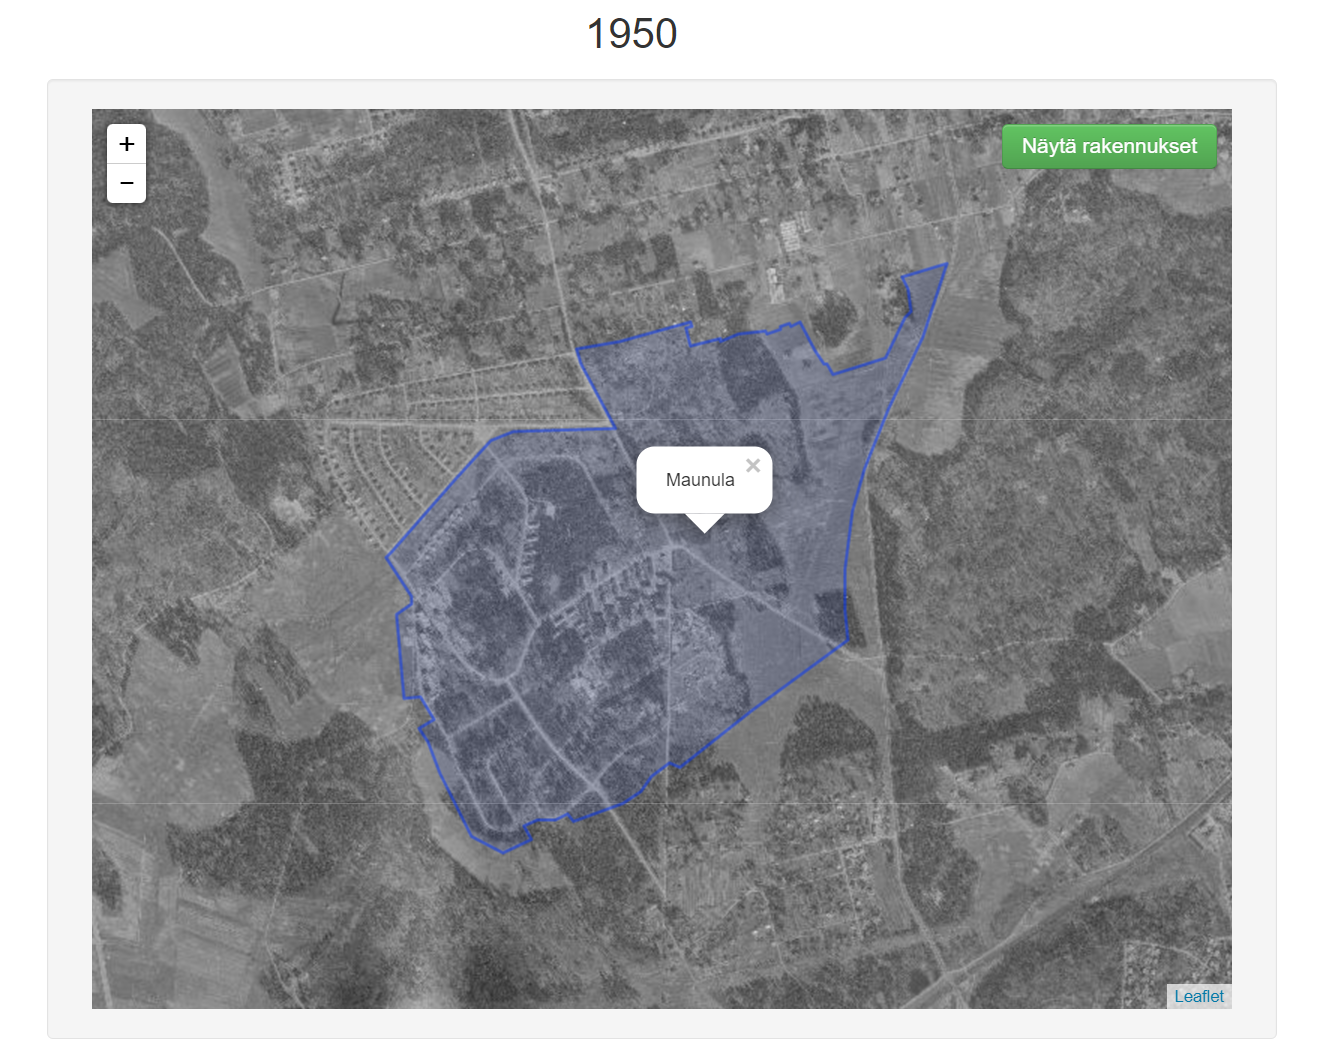 1950
+
−
Näytä rakennukset
Maunula ×
Leaflet